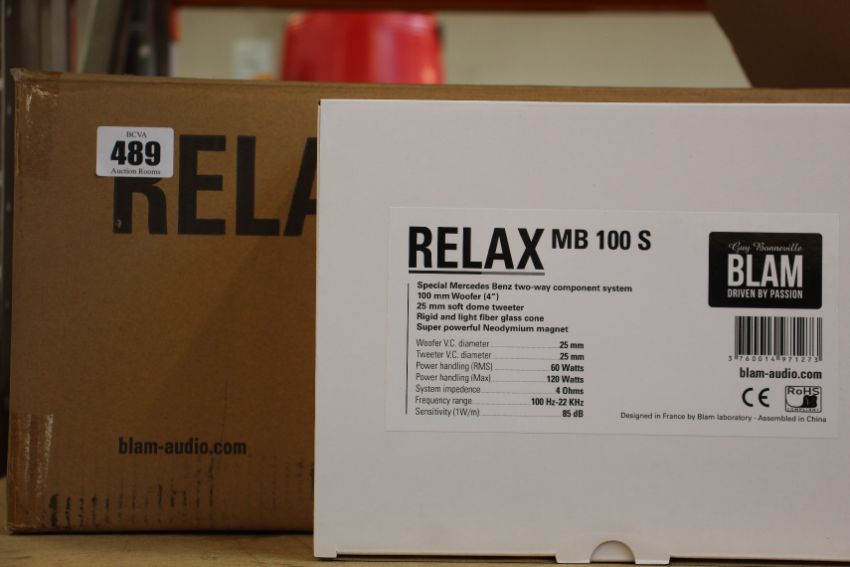 BCVA
489
Auction Rooms
RELA
blam-audio.com
RELAX MB 100 S
Special Mercedes Benz two-way component system
100 mm Woofer (4")
25 mm soft dome tweeter
Rigid and light fiber glass cone
Super powerful Neodymium magnet
Woofer V.C. diameter 25 mm
Tweeter V.C. diameter 25 mm
Power handling (RMS) 60 Watts
Power handling (Max) 120 Watts
System impedence 4 Ohms
Frequency range 100 Hz-22 KHz
Sensitivity (1W/m) 85 dB
Guy Bonneville
BLAM
DRIVEN BY PASSION
3760014971273
blam-audio.com
CE
RoHS
COMPLIANT
Designed in France by Blam laboratory - Assembled in China